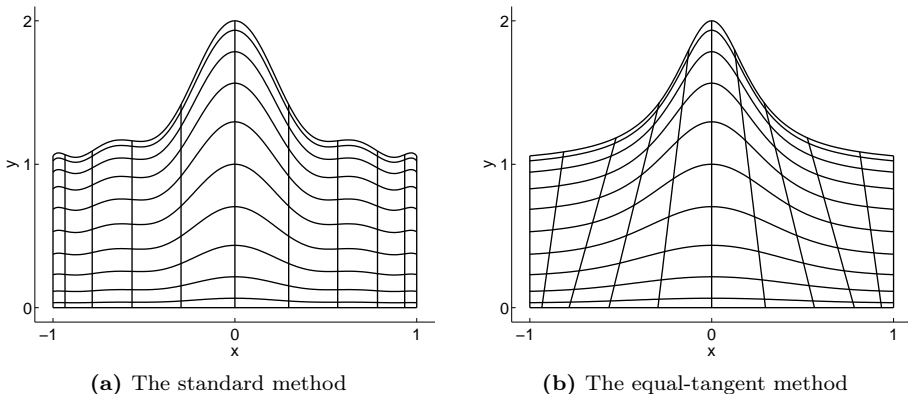 2
1
0
y
−1
0
1
x
(a) The standard method
2
1
0
y
−1
0
1
x
(b) The equal-tangent method